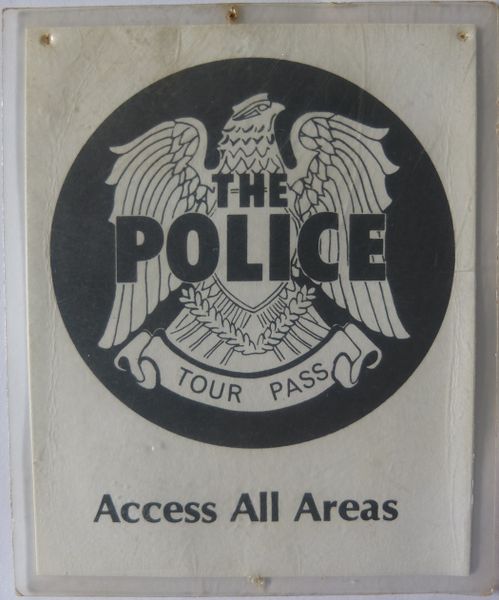 THE
POLICE
TOUR PASS
Access All Areas